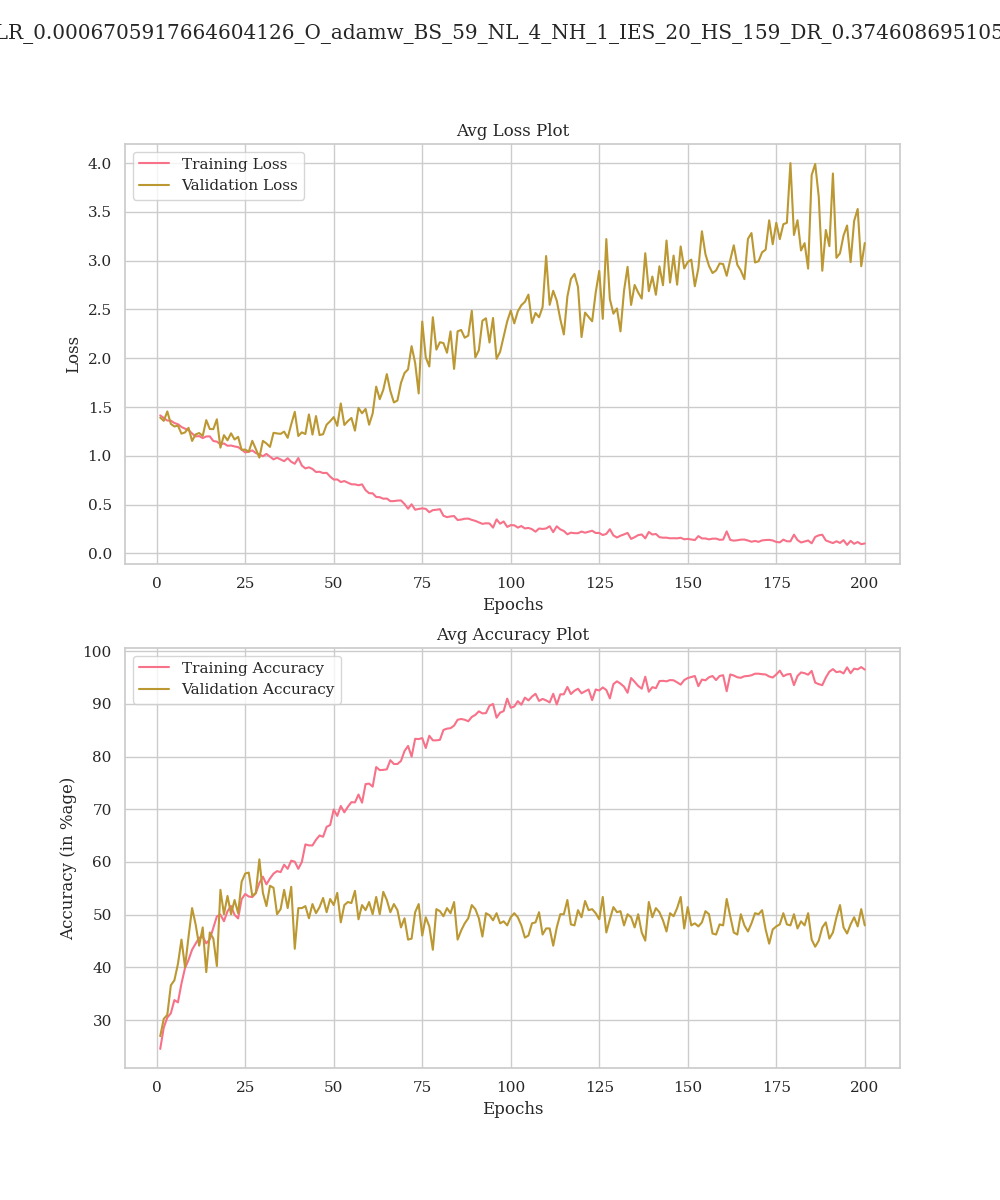 LR_0.0006705917664604126_O_adamw_BS_59_NL_4_NH_1_IES_20_HS_159_DR_0.374608695105
Avg Loss Plot
Training Loss
Validation Loss
4.0
3.5
3.0
2.5
2.0
1.5
1.0
0.5
0.0
Loss
0 25 50 75 100 125 150 175 200
Epochs
Avg Accuracy Plot
Training Accuracy
Validation Accuracy
100
90
80
70
60
50
40
30
Accuracy (in %age)
0 25 50 75 100 125 150 175 200
Epochs